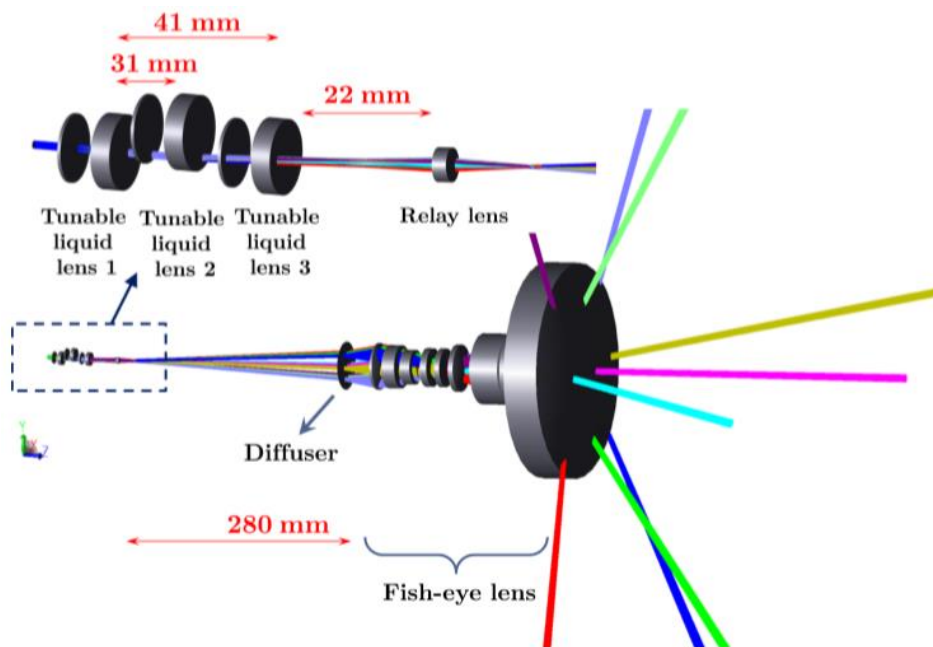 41 mm
31 mm
22 mm
Tunable
liquid
lens 1
Tunable
liquid
lens 2
Tunable
liquid
lens 3
Relay lens
Diffuser
280 mm
Fish-eye lens
Y
X
Z